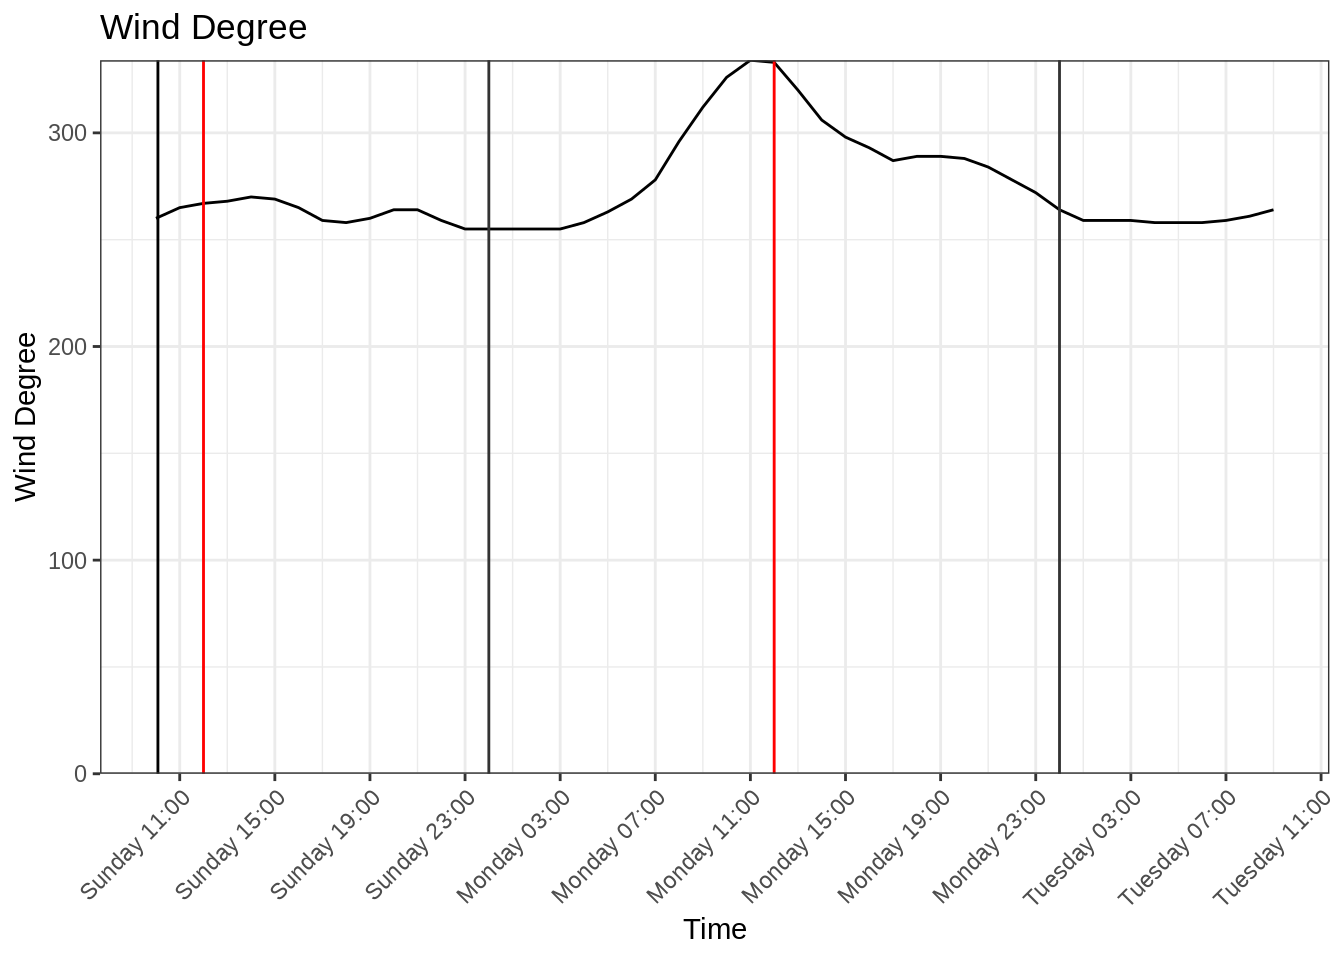 Wind Degree
Wind Degree
300
200
100
0
Sunday 11:00
Sunday 15:00
Sunday 19:00
Sunday 23:00
Monday 03:00
Monday 07:00
Monday 11:00
Monday 15:00
Monday 19:00
Monday 23:00
Tuesday 03:00
Tuesday 07:00
Tuesday 11:00
Time